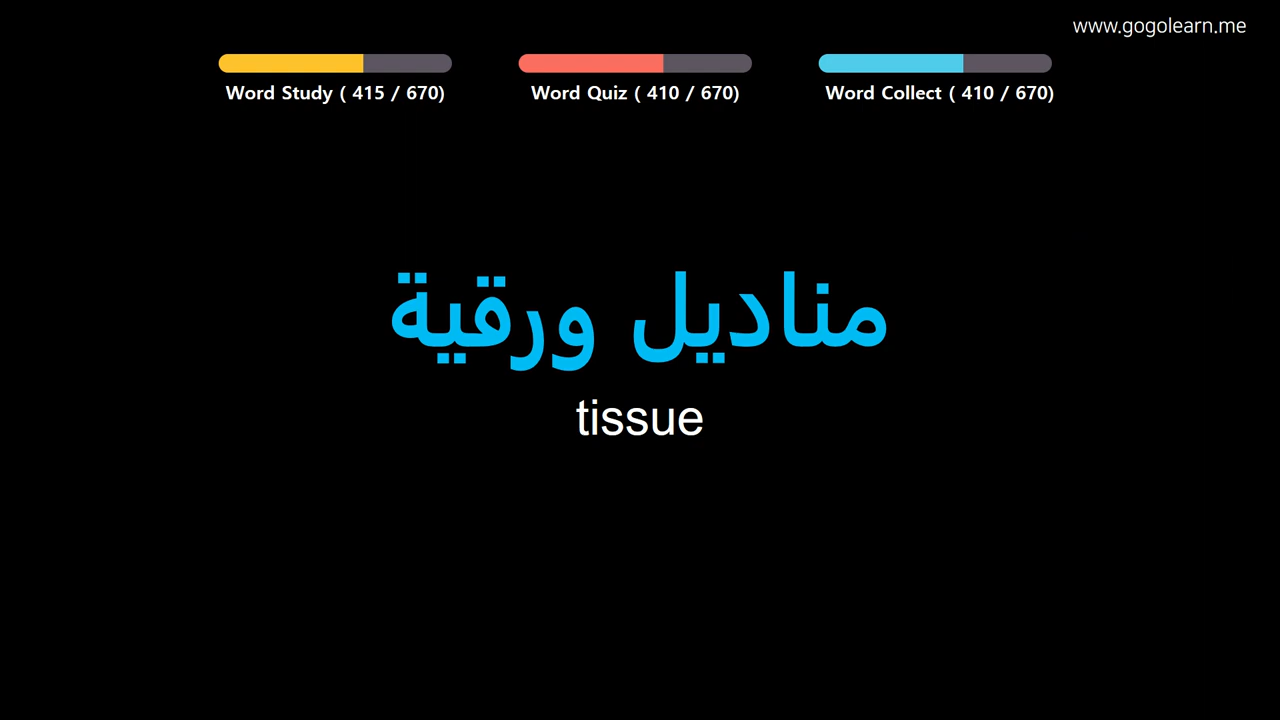 www.gogolearn.me
Word Study ( 415 / 670)
Word Quiz ( 410 / 670)
Word Collect ( 410 / 670)
مناديل ورقية
tissue